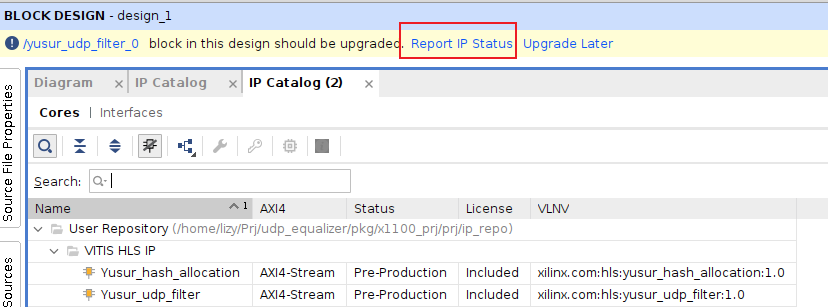 BLOCK DESIGN - design_1
/yusur_udp_filter_0 block in this design should be upgraded. Report IP Status Upgrade Later
Diagram IP Catalog IP Catalog (2)
Cores | Interfaces
Search:
Name 1 AXI4 Status License VLNV
User Repository (/home/lizy/Prj/udp_equalizer/pkg/x1100_prj/prj/ip_repo)
VITIS HLS IP
Yusur_hash_allocation AXI4-Stream Pre-Production Included xilinx.com:hls:yusur_hash_allocation:1.0
Yusur_udp_filter AXI4-Stream Pre-Production Included xilinx.com:hls:yusur_udp_filter:1.0
Source File Properties
Sources